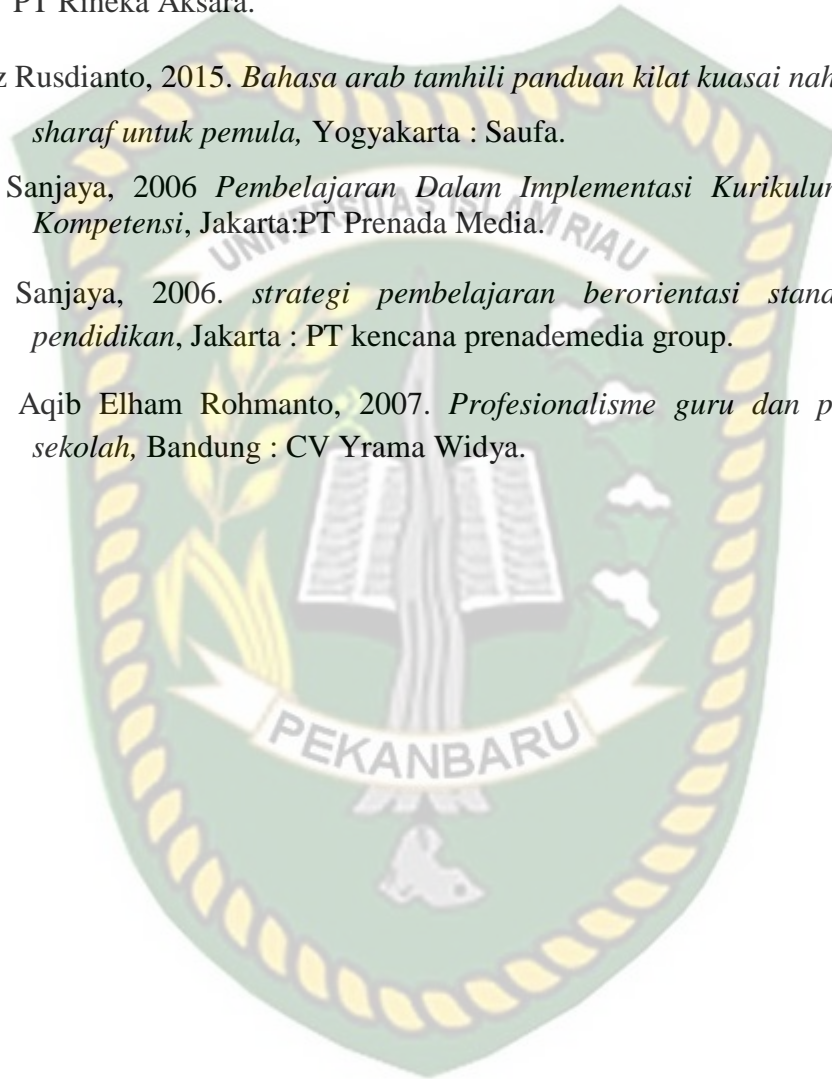 PT Rineka Aksara.
z Rusdianto, 2015. Bahasa arab tamhili panduan kilat kuasai nah
sharaf untuk pemula, Yogyakarta : Saufa.
Sanjaya, 2006 Pembelajaran Dalam Implementasi Kurikulum
Kompetensi, Jakarta:PT Prenada Media.
UNIVERSITAS ISLAM RIAU
Sanjaya, 2006. strategi pembelajaran berorientasi stand
pendidikan, Jakarta : PT kencana prenademedia group.
Aqib Elham Rohmanto, 2007. Profesionalisme guru dan p
sekolah, Bandung : CV Yrama Widya.
PEKANBARU